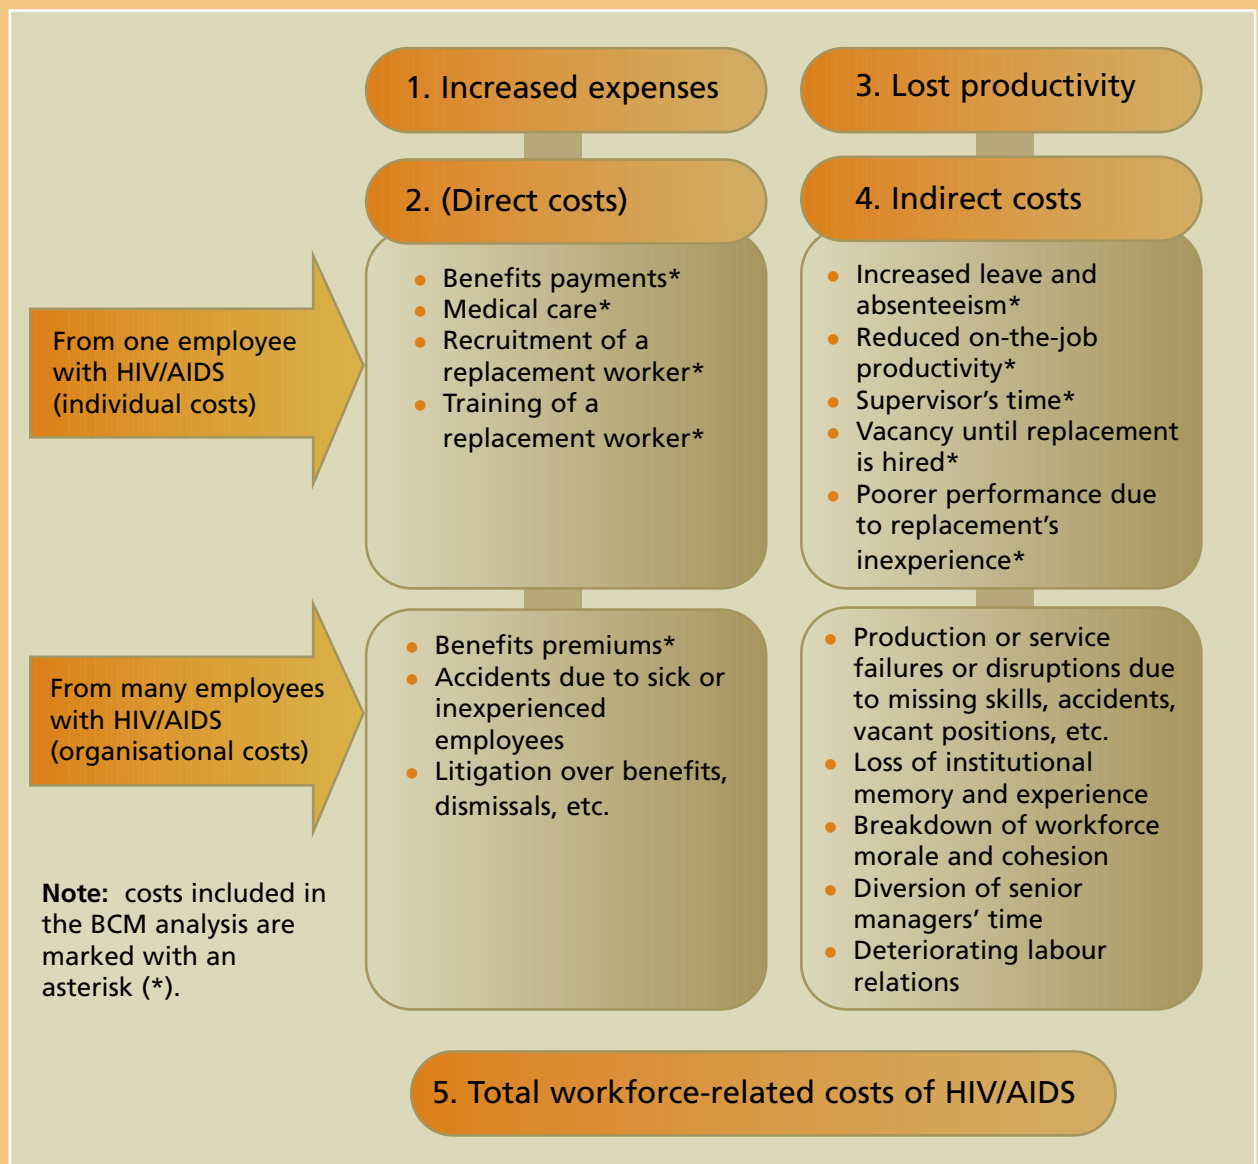 1. Increased expenses
3. Lost productivity
2. (Direct costs)
4. Indirect costs
From one employee
with HIV/AIDS
(individual costs)
• Benefits payments*
• Medical care*
• Recruitment of a
replacement worker*
• Training of a
replacement worker*
• Increased leave and
absenteeism*
• Reduced on-the-job
productivity*
• Supervisor's time*
• Vacancy until replacement
is hired*
• Poorer performance due
to replacement's
inexperience*
From many employees
with HIV/AIDS
(organisational costs)
• Benefits premiums*
• Accidents due to sick or
inexperienced
employees
• Litigation over benefits,
dismissals, etc.
• Production or service
failures or disruptions due
to missing skills, accidents,
vacant positions, etc.
• Loss of institutional
memory and experience
• Breakdown of workforce
morale and cohesion
• Diversion of senior
managers' time
• Deteriorating labour
relations
Note: costs included in
the BCM analysis are
marked with an
asterisk (*).
5. Total workforce-related costs of HIV/AIDS